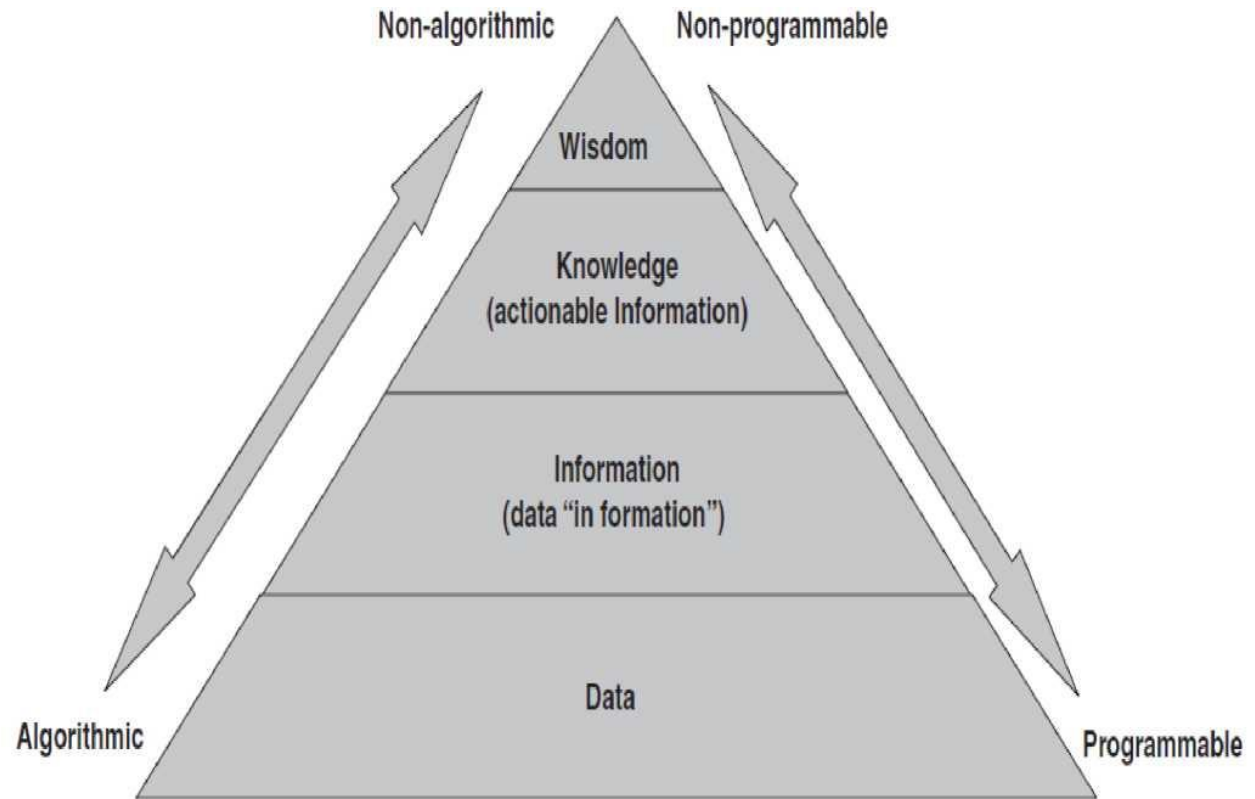 Non-algorithmic
Non-programmable
Wisdom
Knowledge
(actionable Information)
Information
(data “in formation”)
Data
Algorithmic
Programmable